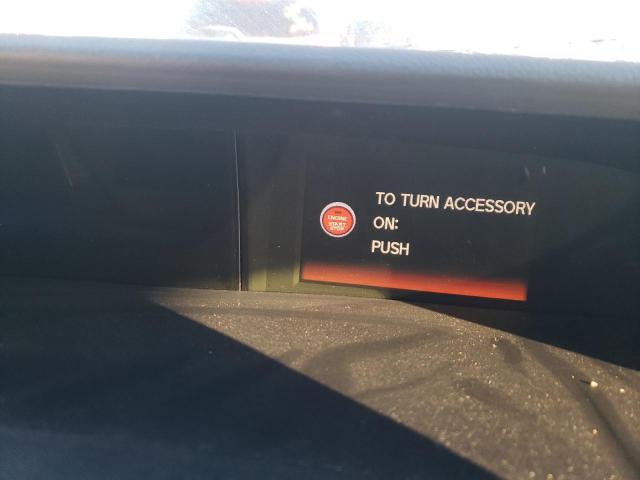 TO TURN ACCESSORY
ON:
ENGINE
START
STOP
PUSH